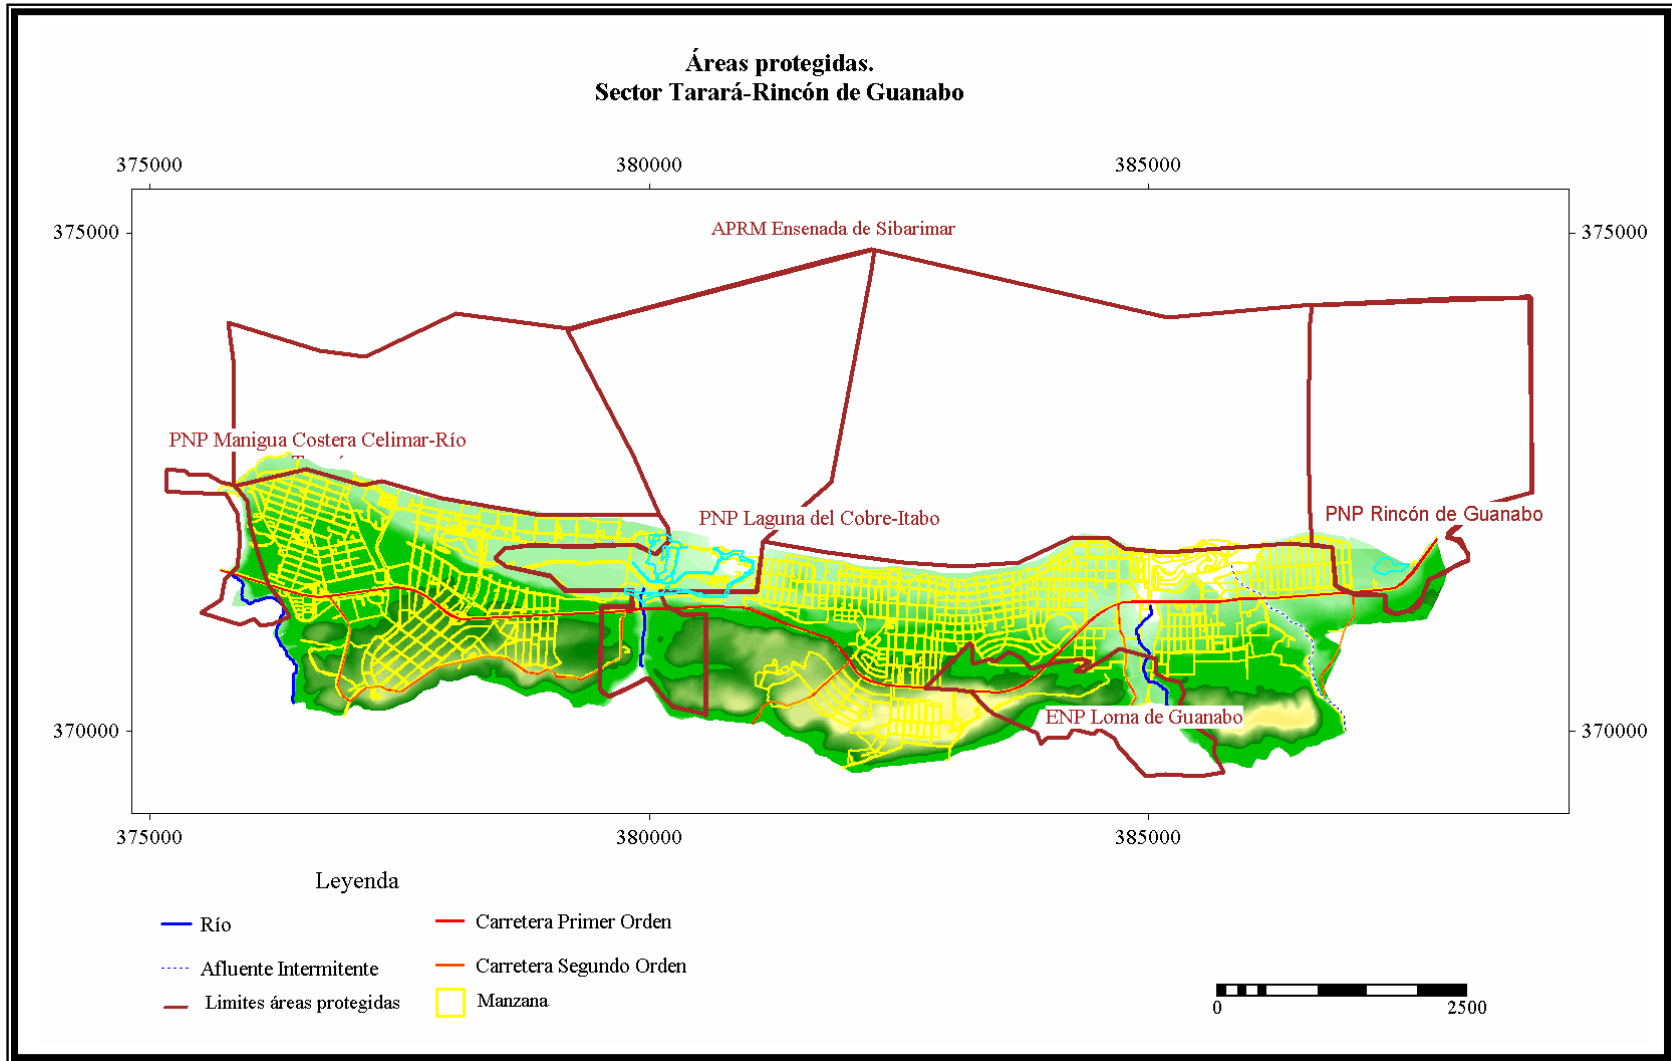 Áreas protegidas.
Sector Tarará-Rincón de Guanabo
375000 380000 385000
375000 375000
APRM Ensenada de Sibarimar
PNP Manigua Costera Celimar-Río
PNP Laguna del Cobre-Itabo
PNP Rincón de Guanabo
ENP Loma de Guanabo
370000 370000
375000 380000 385000
Leyenda
Río
Carretera Primer Orden
Afluente Intermitente
Carretera Segundo Orden
Limites áreas protegidas
Manzana
0 2500